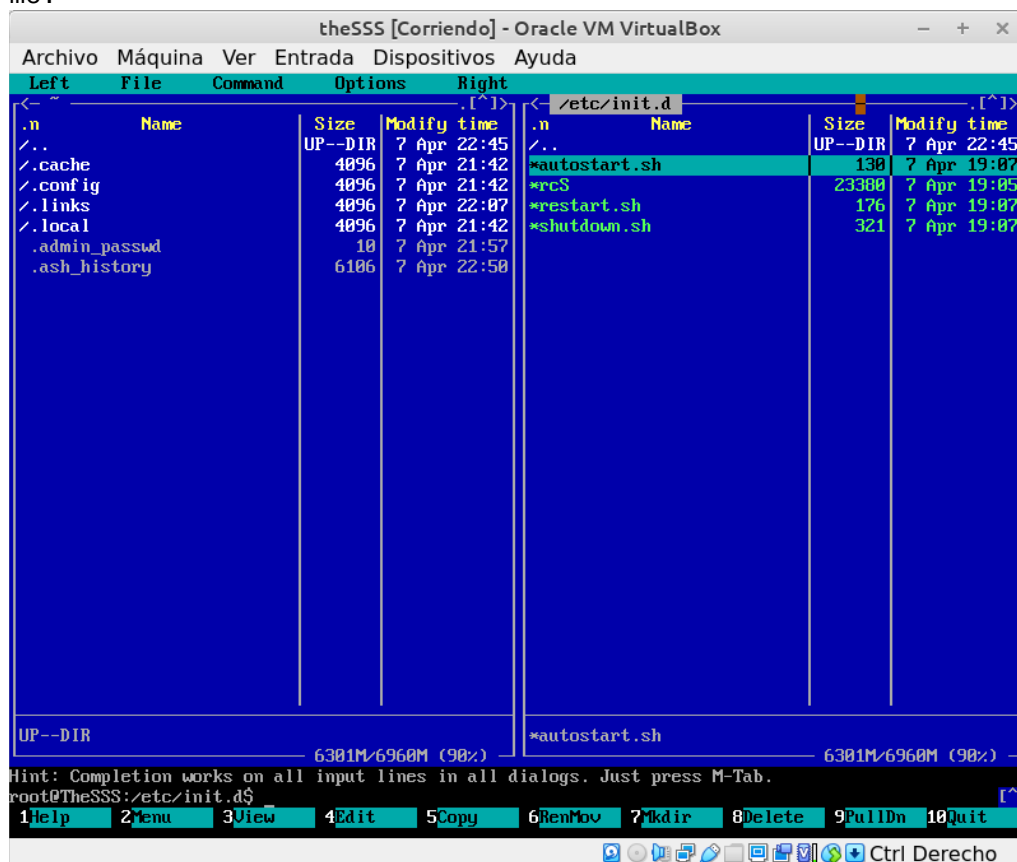 theSSS [Corriendo] - Oracle VM VirtualBox
Archivo Máquina Ver Entrada Dispositivos Ayuda
Left File Command Options Right
<- ~ .[^]> <- /etc/init.d .[^]>
.n Name Size Modify time .n Name Size Modify time
/.. UP--DIR 7 Apr 22:45 /.. UP--DIR 7 Apr 22:45
/.cache 4096 7 Apr 21:42 *autostart.sh 130 7 Apr 19:07
/.config 4096 7 Apr 21:42 *rcS 23380 7 Apr 19:05
/.links 4096 7 Apr 22:07 *restart.sh 176 7 Apr 19:07
/.local 4096 7 Apr 21:42 *shutdown.sh 321 7 Apr 19:07
.admin_passwd 10 7 Apr 21:57
.ash_history 6106 7 Apr 22:50
UP--DIR *autostart.sh
6301M/6960M (90%) 6301M/6960M (90%)
Hint: Completion works on all input lines in all dialogs. Just press M-Tab.
root@TheSSS:/etc/init.d$ _ [^
1Help 2Menu 3View 4Edit 5Copy 6RenMov 7Mkdir 8Delete 9PullDn 10Quit
Ctrl Derecho